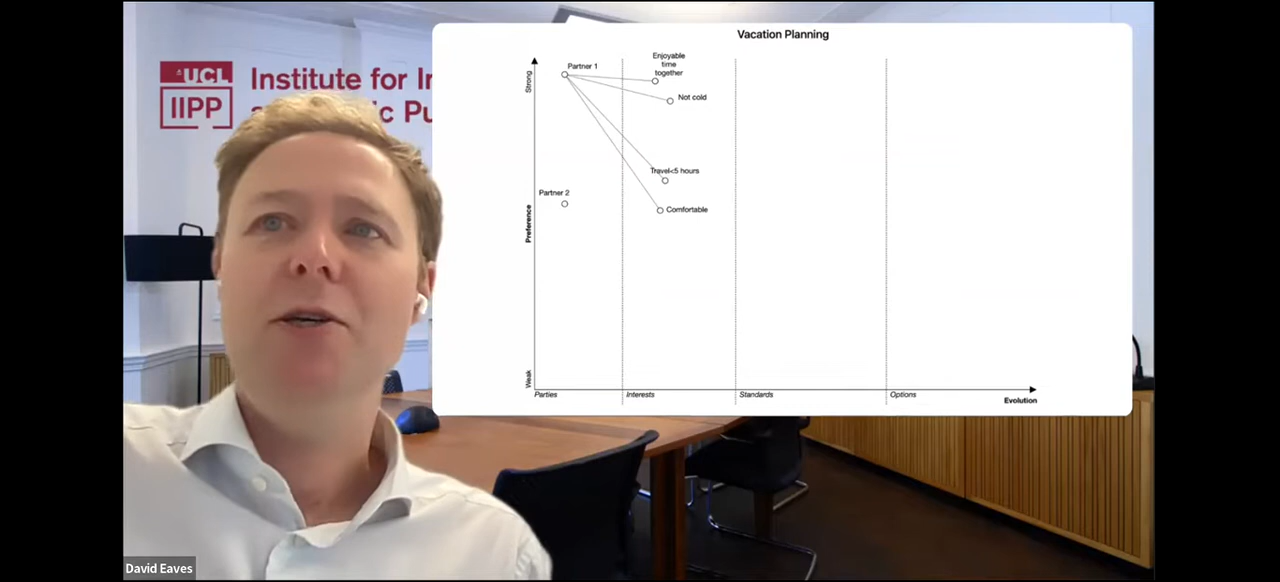 Vacation Planning
UCL
IIPP
Institute for I
c Pu
Strong
Preference
Weak
Partner 1
Enjoyable
time
together
Not cold
Travel<5 hours
Partner 2
Comfortable
Parties
Interests
Standards
Options
Evolution
David Eaves